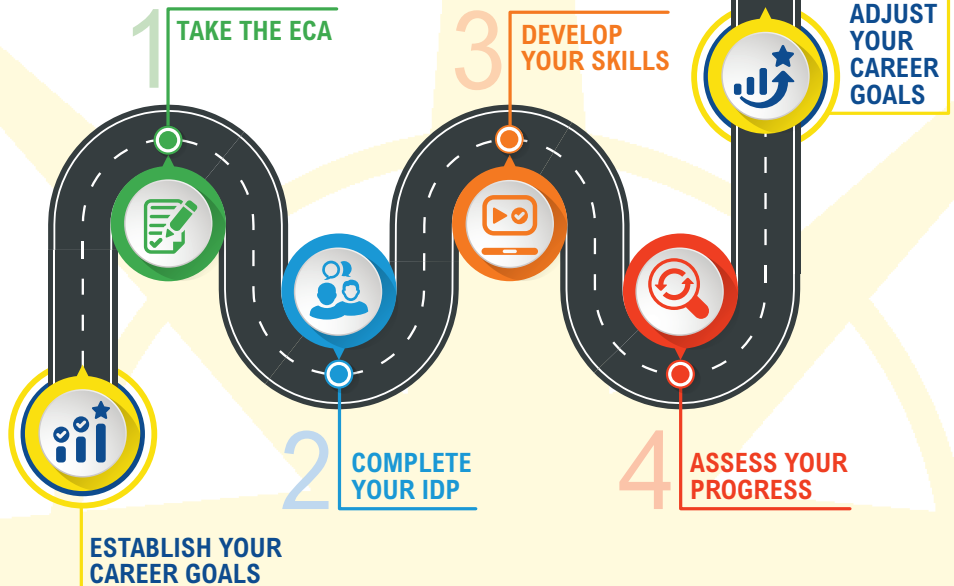 1
TAKE THE ECA
3
DEVELOP
YOUR SKILLS
ADJUST
YOUR
CAREER
GOALS
2
COMPLETE
YOUR IDP
4
ASSESS YOUR
PROGRESS
ESTABLISH YOUR
CAREER GOALS